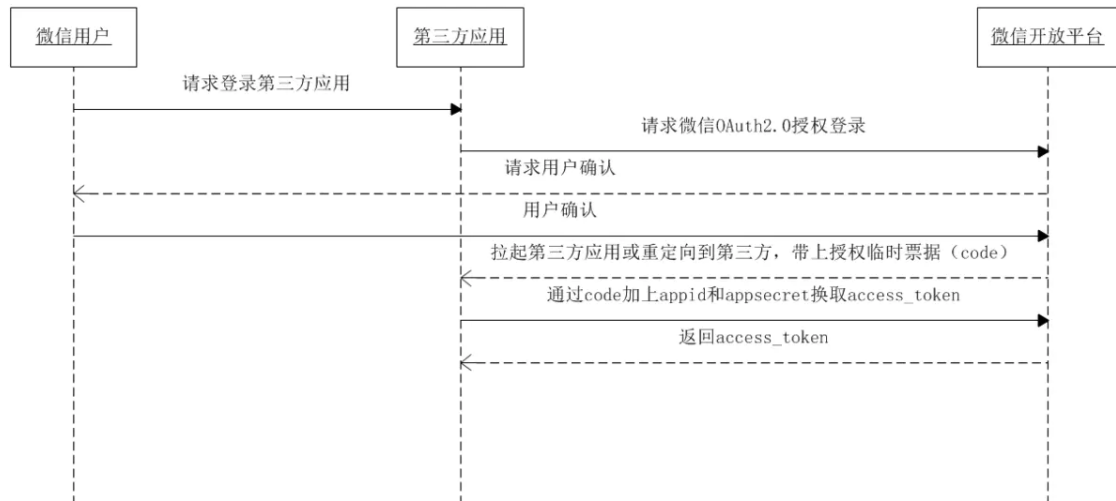 微信用户
第三方应用
微信开放平台
请求登录第三方应用
请求微信OAuth2.0授权登录
请求用户确认
用户确认
拉起第三方应用或重定向到第三方，带上授权临时票据（code）
通过code加上appid和appsecret换取access_token
返回access_token